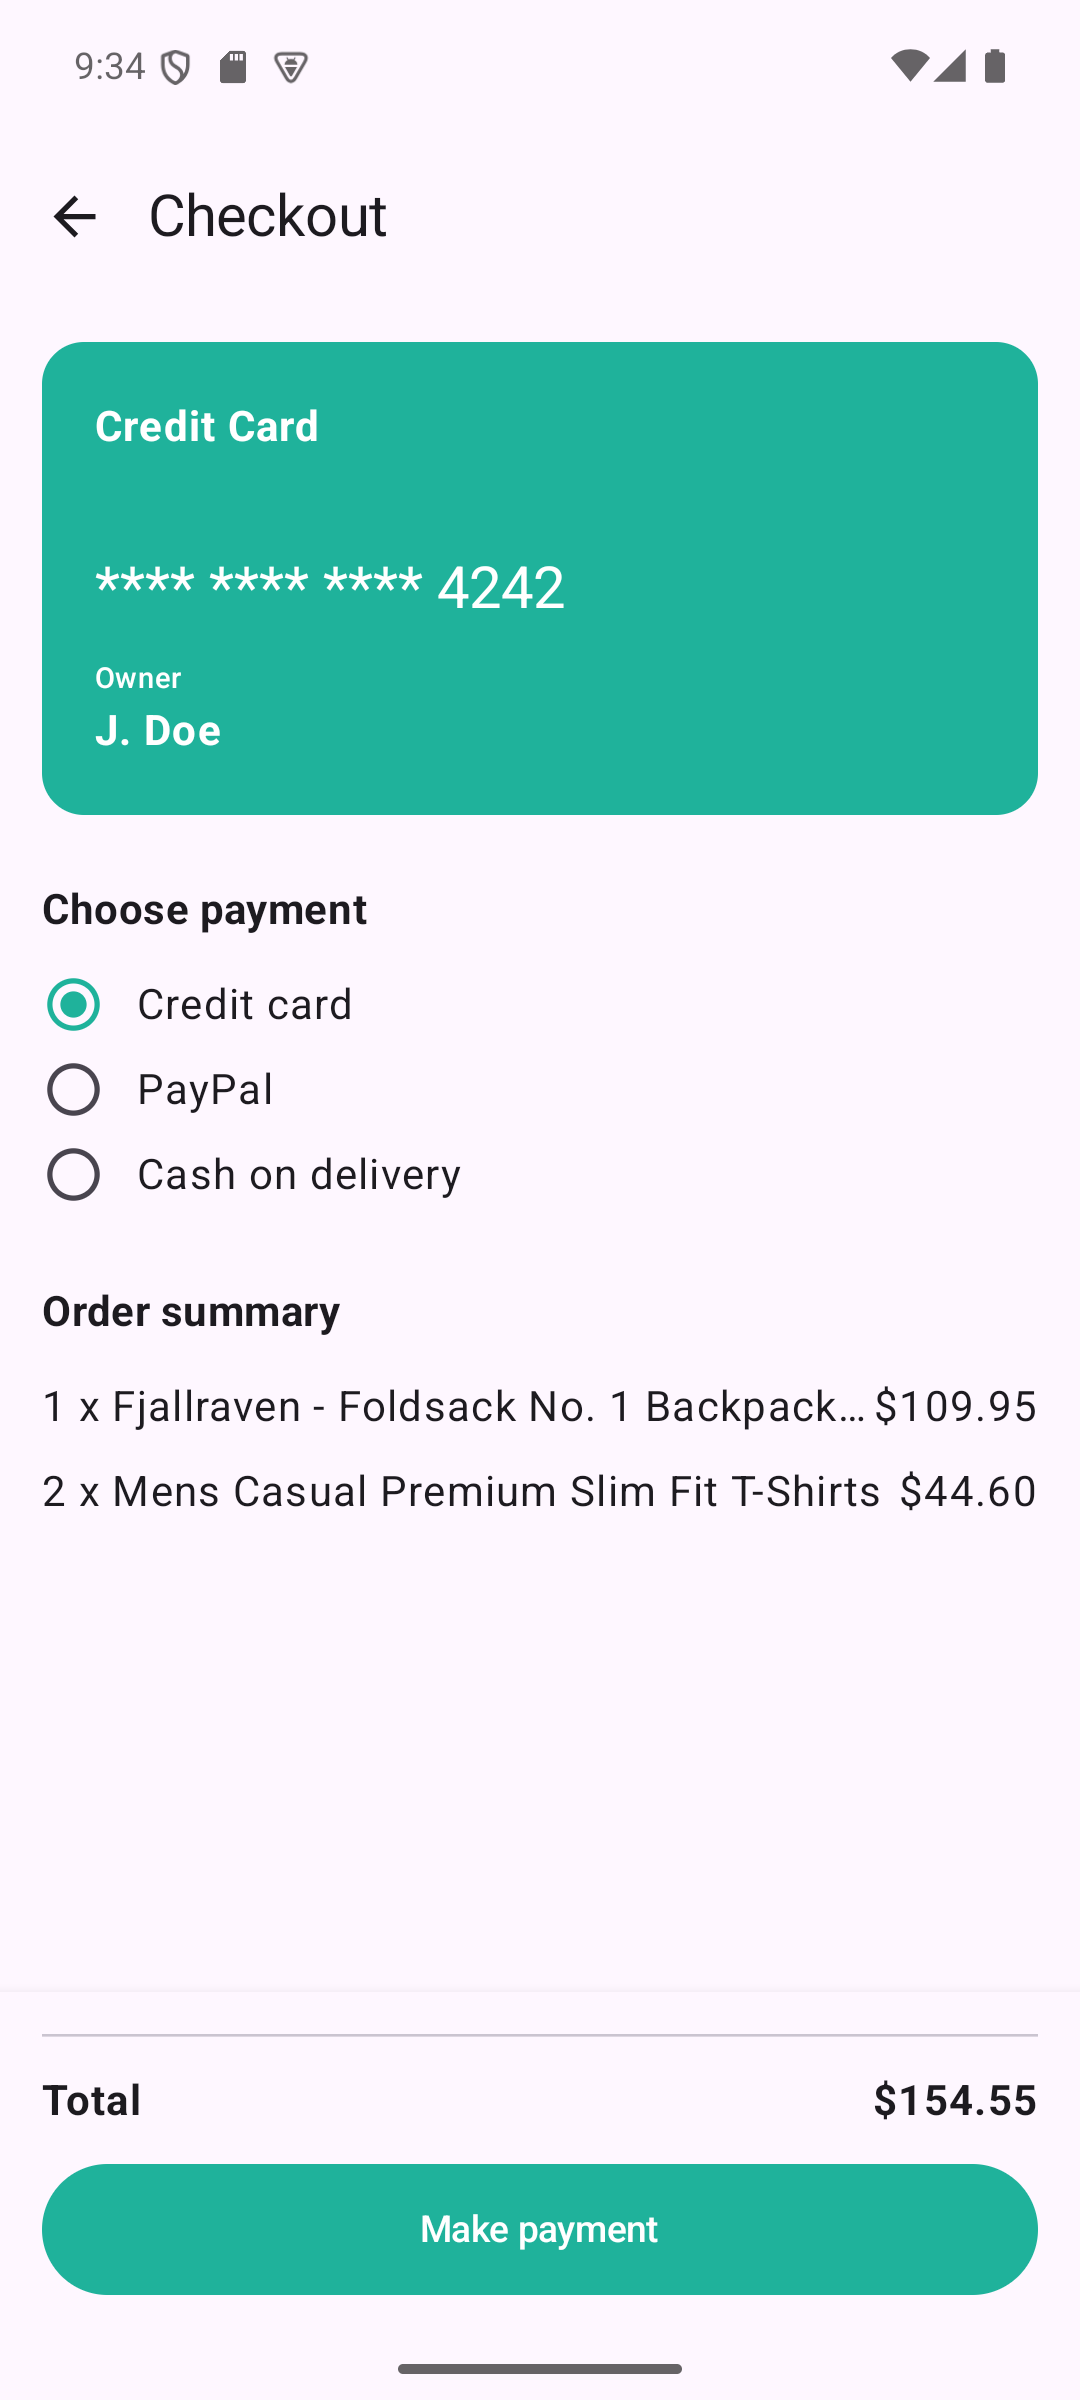 9:34
Checkout
Credit Card
**** **** **** 4242
Owner
J. Doe
Choose payment
Credit card
PayPal
Cash on delivery
Order summary
1 x Fjallraven - Foldsack No. 1 Backpack... $109.95
2 x Mens Casual Premium Slim Fit T-Shirts $44.60
Total $154.55
Make payment